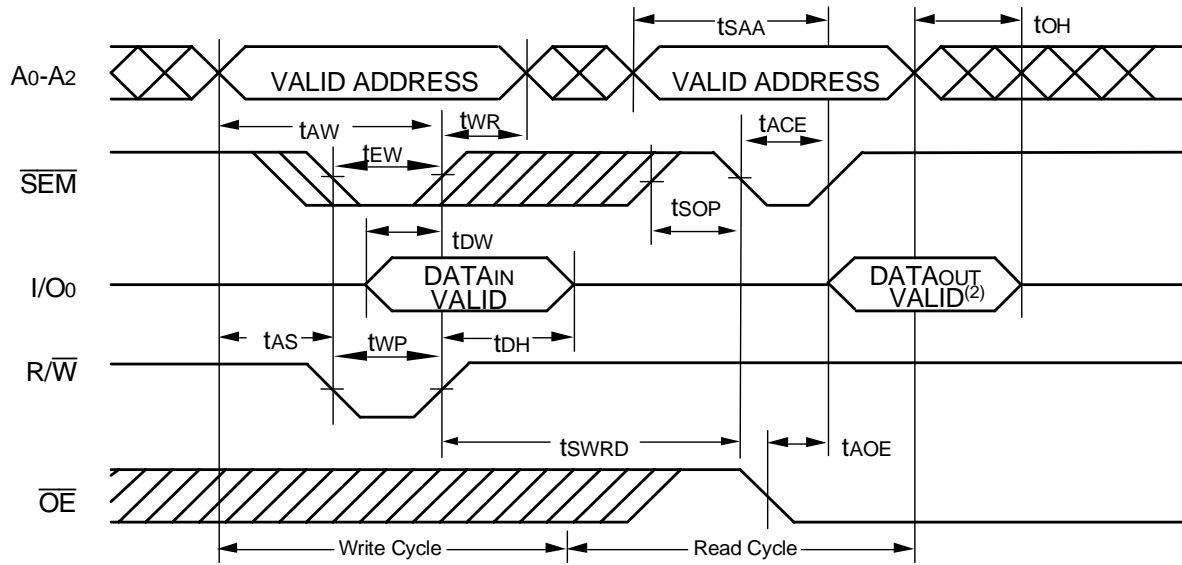 tSAA
tOH
A0-A2
VALID ADDRESS
VALID ADDRESS
tAW
tWR
tACE
tEW
SEM
tSOP
tDW
I/O0
DATAIN
VALID
DATAOUT
VALID(2)
tAS
tWP
tDH
R/W
tSWRD
tAOE
OE
Write Cycle
Read Cycle